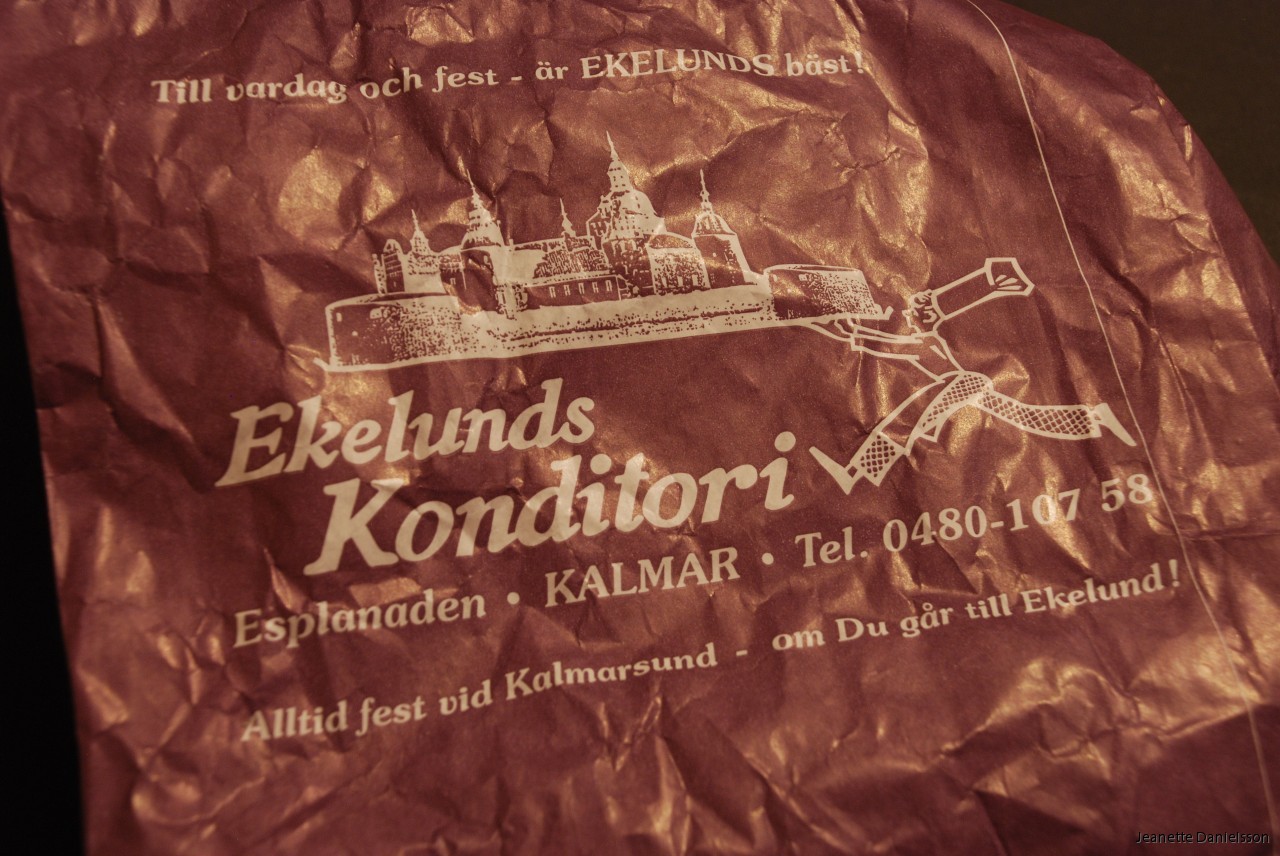 Till vardag och fest - är EKELUNDS bäst!
Ekelunds
Konditori
Esplanaden • KALMAR • Tel. 0480-107 58
Alltid fest vid Kalmarsund - om Du går till Ekelund!
Jeanette Danielsson